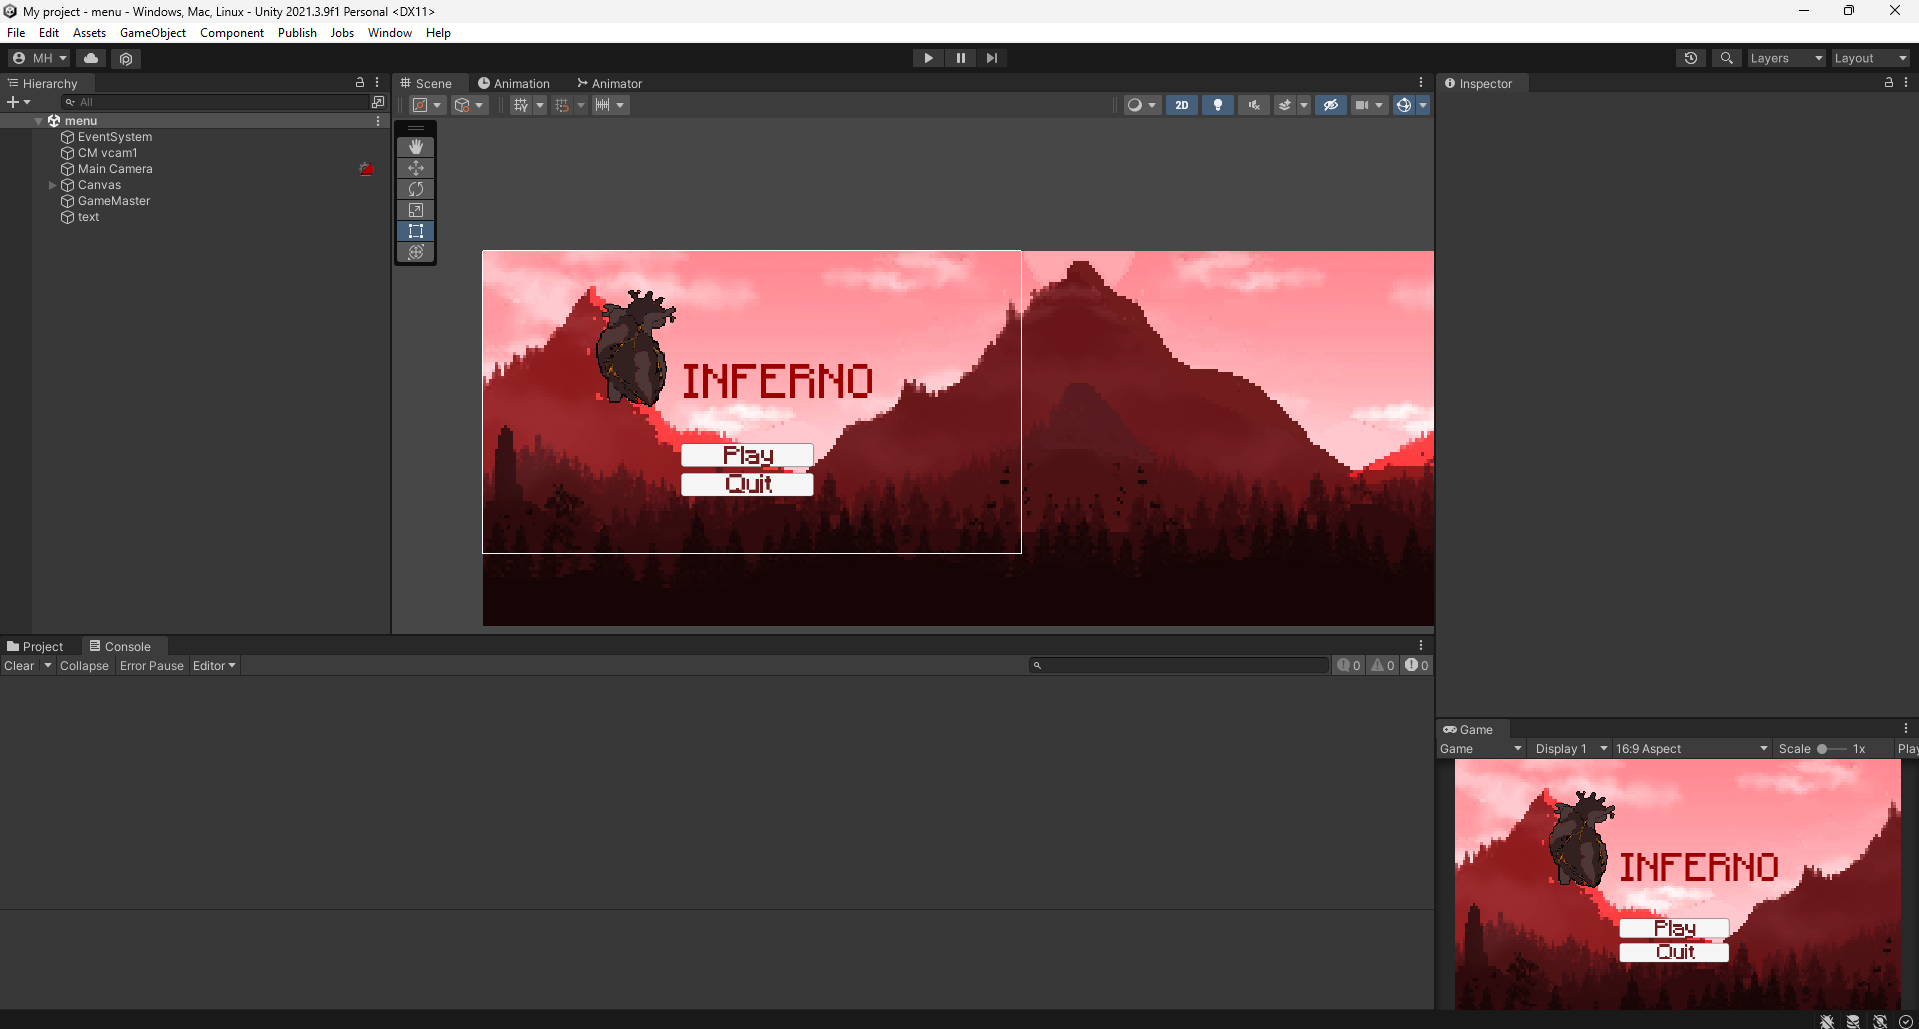 My project - menu - Windows, Mac, Linux - Unity 2021.3.9f1 Personal <DX11>
File Edit Assets GameObject Component Publish Jobs Window Help
MH
Layers
Layout
Hierarchy
All
menu
EventSystem
CM vcam1
Main Camera
Canvas
GameMaster
text
Scene Animation Animator
2D
INFERNO
Play
Quit
Inspector
Project Console
Clear Collapse Error Pause Editor
0 0 0
Game
Game Display 1 16:9 Aspect Scale 1x Play
INFERNO
Play
Quit